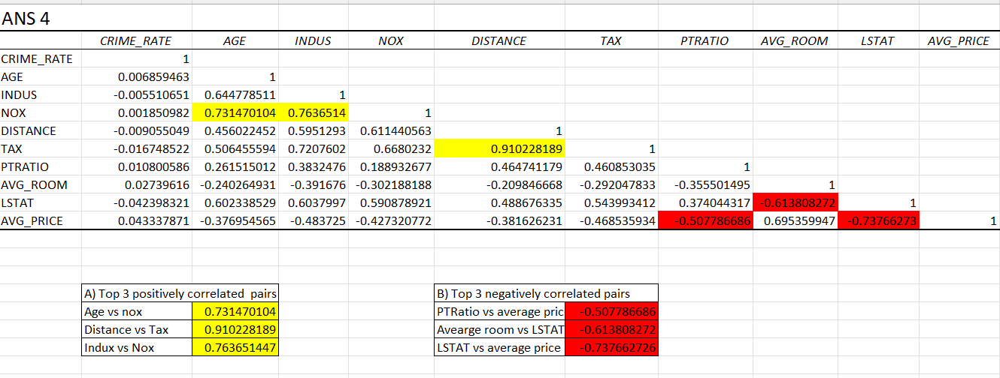 ANS 4
CRIME_RATE AGE INDUS NOX DISTANCE TAX PTRATIO AVG_ROOM LSTAT AVG_PRICE
CRIME_RATE 1
AGE 0.006859463 1
INDUS -0.005510651 0.644778511 1
NOX 0.001850982 0.731470104 0.7636514 1
DISTANCE -0.009055049 0.456022452 0.5951293 0.611440563 1
TAX -0.016748522 0.506455594 0.7207602 0.6680232 0.910228189 1
PTRATIO 0.010800586 0.261515012 0.3832476 0.188932677 0.464741179 0.460853035 1
AVG_ROOM 0.02739616 -0.240264931 -0.391676 -0.302188188 -0.209846668 -0.292047833 -0.355501495 1
LSTAT -0.042398321 0.602338529 0.6037997 0.590878921 0.488676335 0.543993412 0.374044317 -0.613808272 1
AVG_PRICE 0.043337871 -0.376954565 -0.483725 -0.427320772 -0.381626231 -0.468535934 -0.507786686 0.695359947 -0.73766273 1
A) Top 3 positively correlated pairs B) Top 3 negatively correlated pairs
Age vs nox 0.731470104 PTRatio vs average pric -0.507786686
Distance vs Tax 0.910228189 Avearge room vs LSTAT -0.613808272
Indux vs Nox 0.763651447 LSTAT vs average price -0.737662726